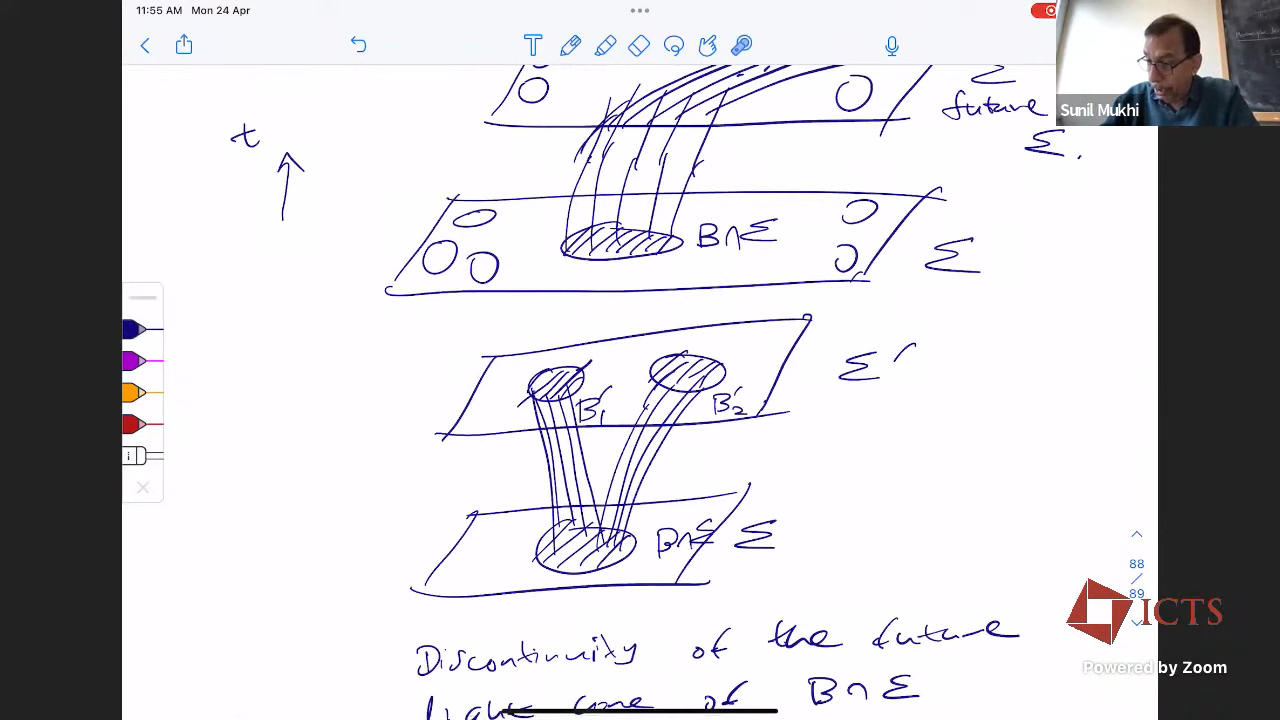 11:55 AM Mon 24 Apr
Σ
future
Sunil Mukhi
Σ.
t
B∩Σ
Σ
Σ'
B'₁
B'₂
B∩Σ
Σ
88
/
89
ICTS
Discontinuity of the future
light cone of B∩Σ
Powered by Zoom